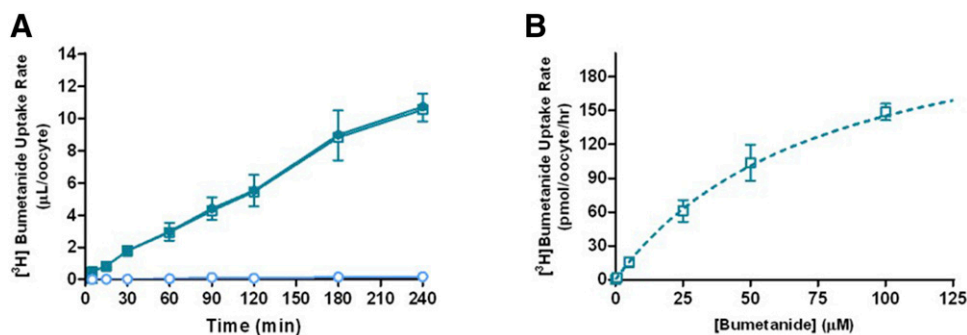 A
[³H] Bumetanide Uptake Rate
(µL/oocyte)
14
12
10
8
6
4
2
0
0 30 60 90 120 150 180 210 240
Time (min)
B
[³H]Bumetanide Uptake Rate
(pmol/oocyte/hr)
180
150
120
90
60
30
0
0 25 50 75 100 125
[Bumetanide] (µM)